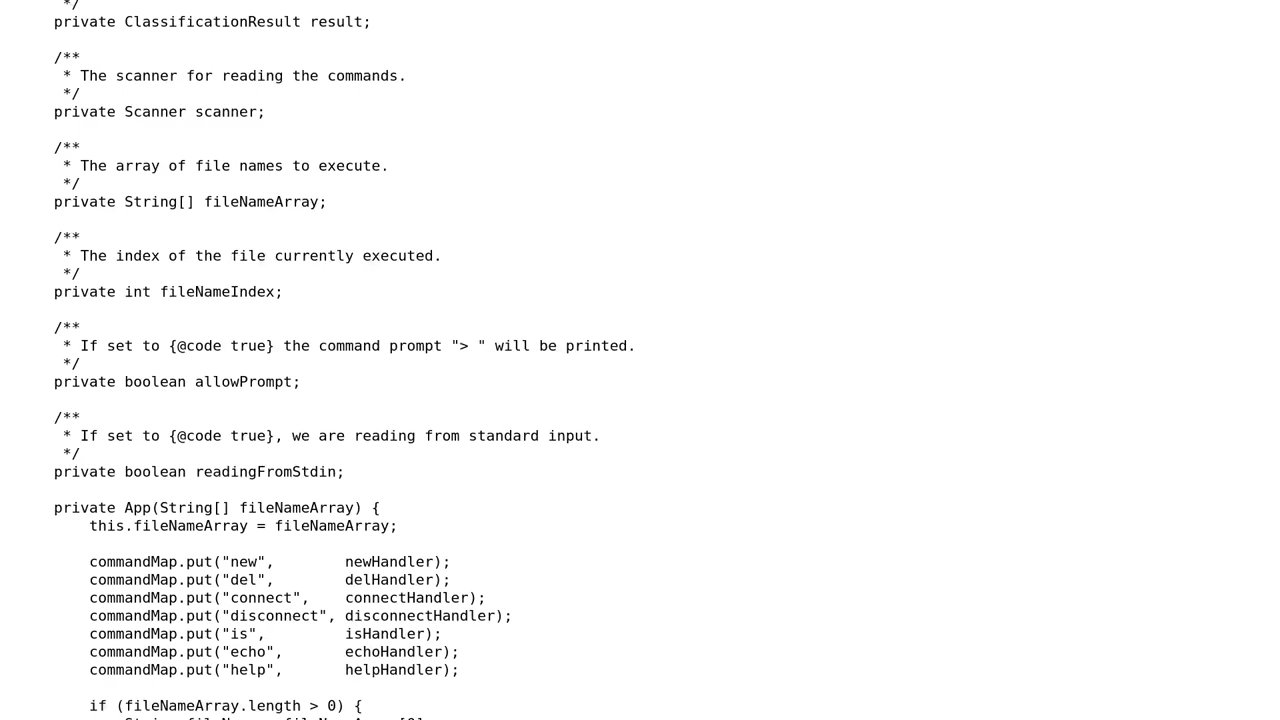 */
private ClassificationResult result;
/**
* The scanner for reading the commands.
*/
private Scanner scanner;
/**
* The array of file names to execute.
*/
private String[] fileNameArray;
/**
* The index of the file currently executed.
*/
private int fileNameIndex;
/**
* If set to {@code true} the command prompt "> " will be printed.
*/
private boolean allowPrompt;
/**
* If set to {@code true}, we are reading from standard input.
*/
private boolean readingFromStdin;
private App(String[] fileNameArray) {
this.fileNameArray = fileNameArray;
commandMap.put("new",        newHandler);
commandMap.put("del",        delHandler);
commandMap.put("connect",    connectHandler);
commandMap.put("disconnect", disconnectHandler);
commandMap.put("is",         isHandler);
commandMap.put("echo",       echoHandler);
commandMap.put("help",       helpHandler);
if (fileNameArray.length > 0) {